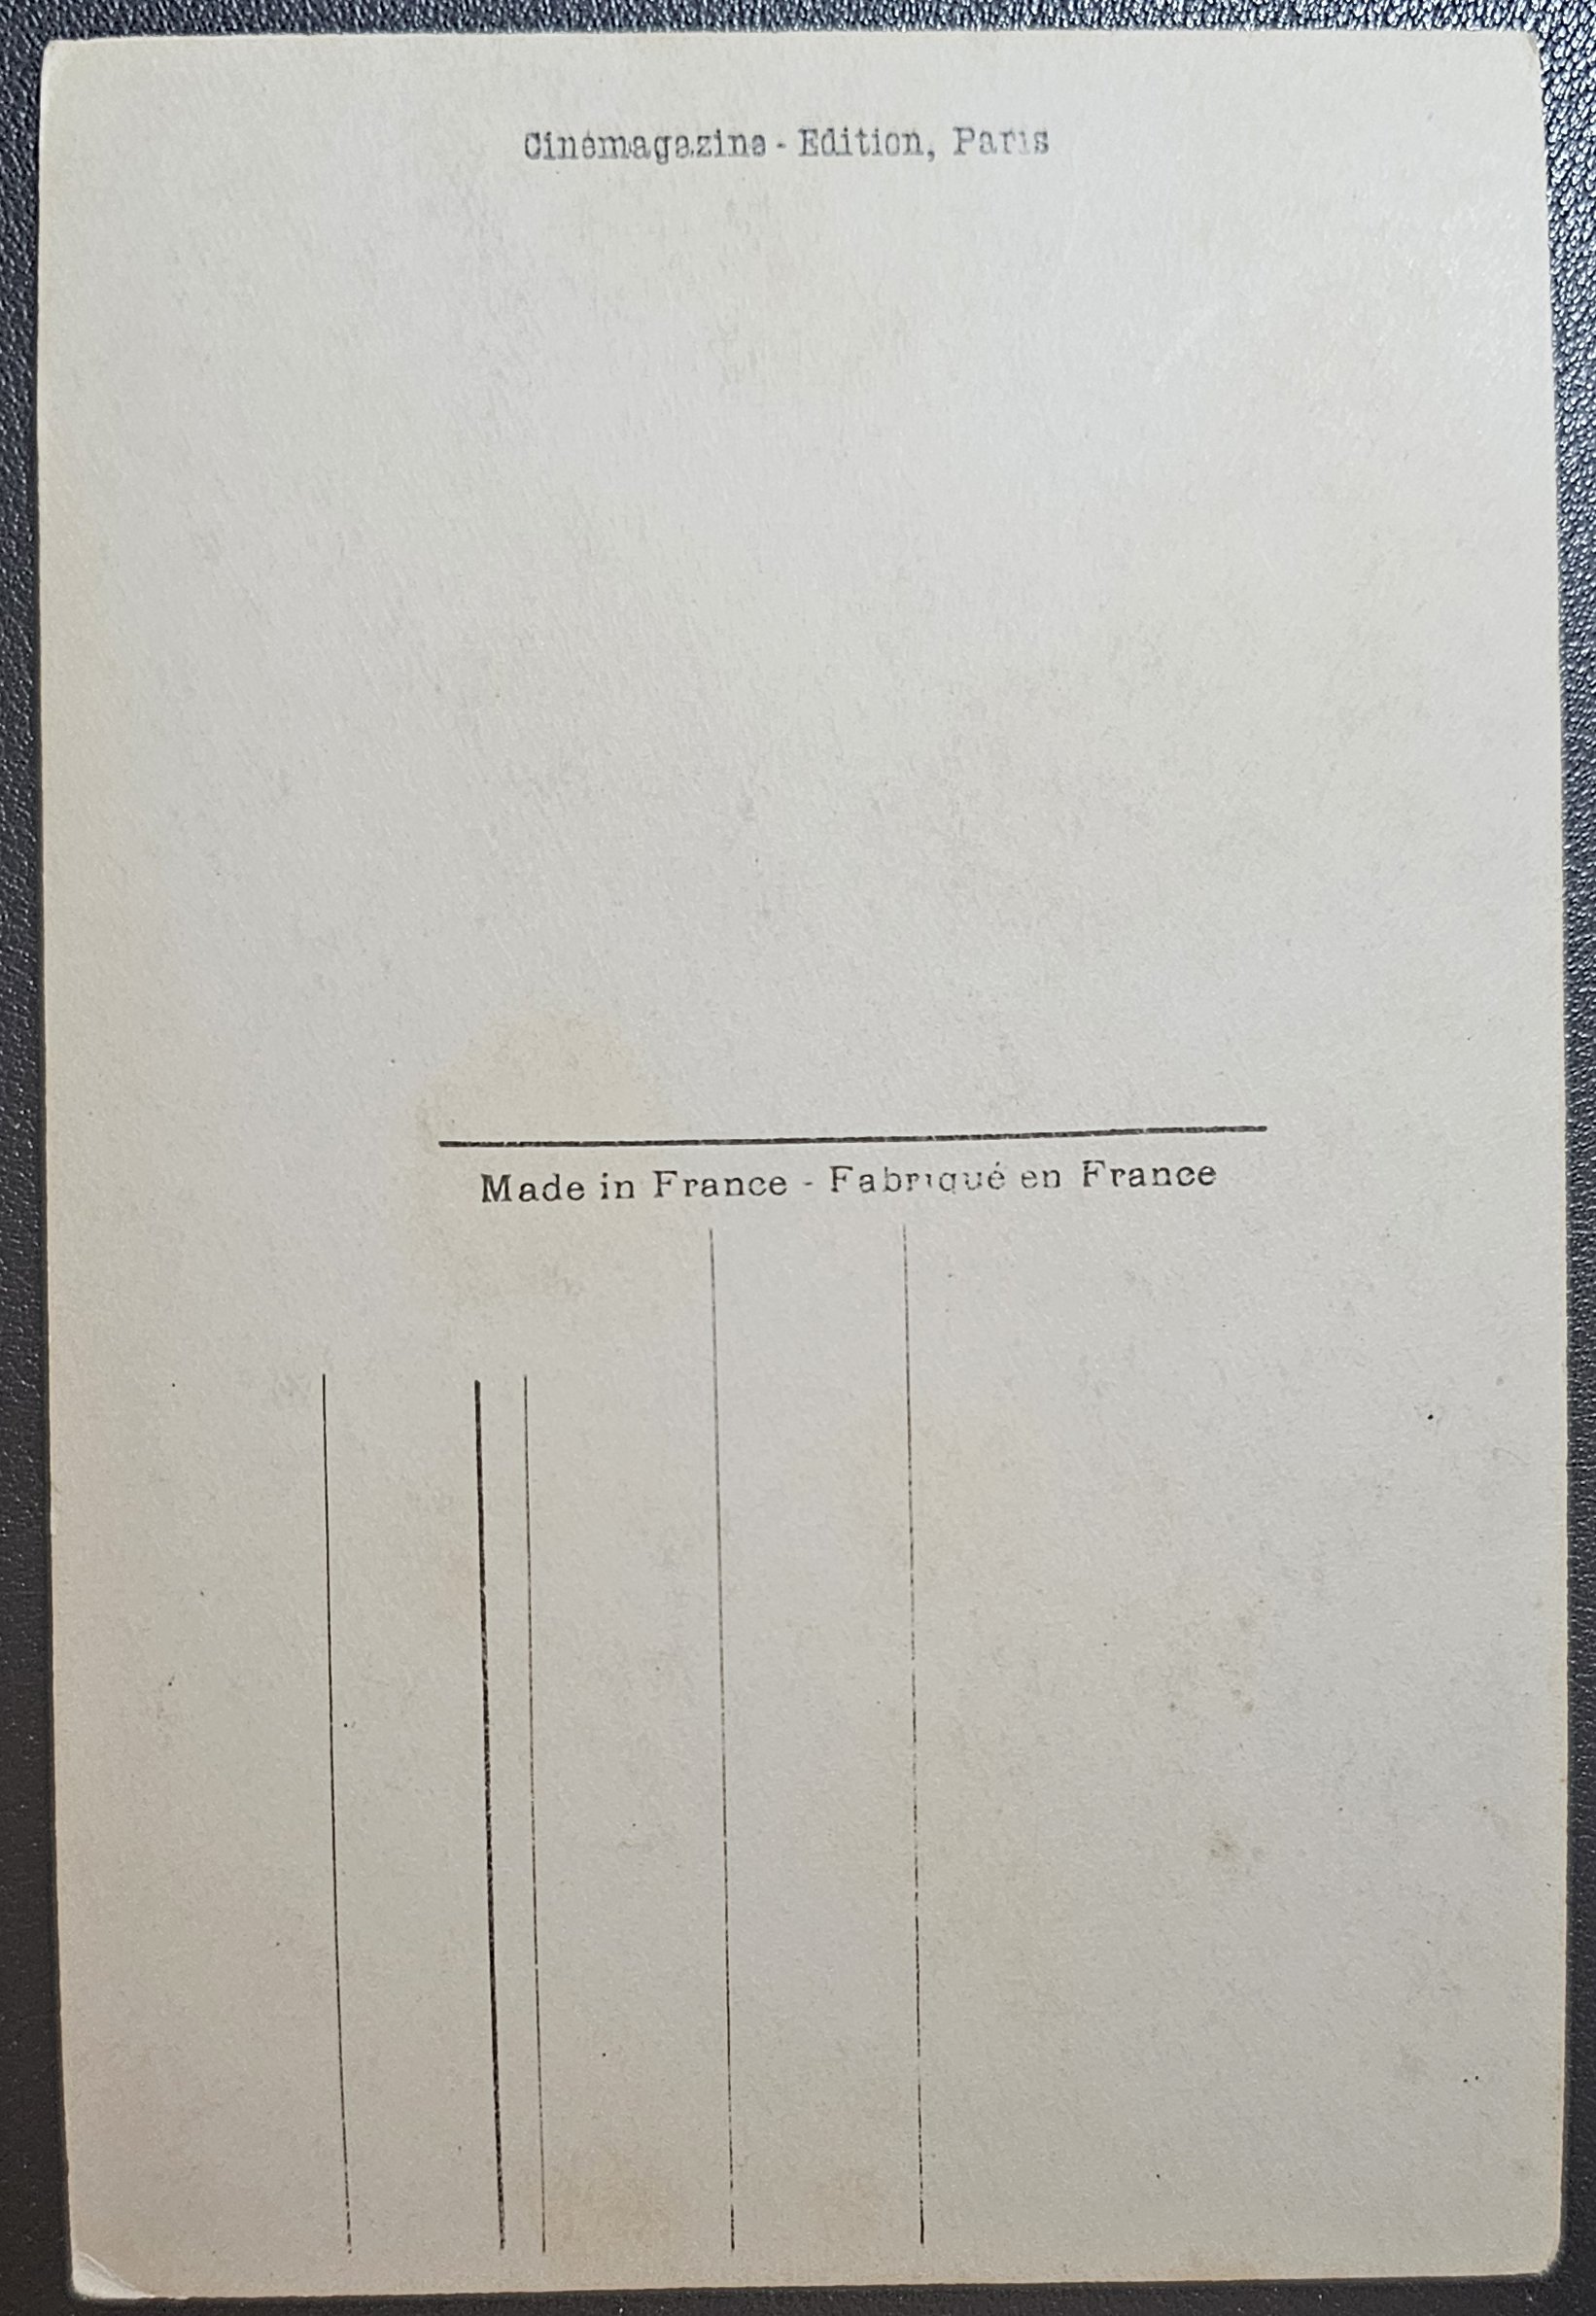 Cinémagazine - Edition, Paris
Made in France - Fabriqué en France